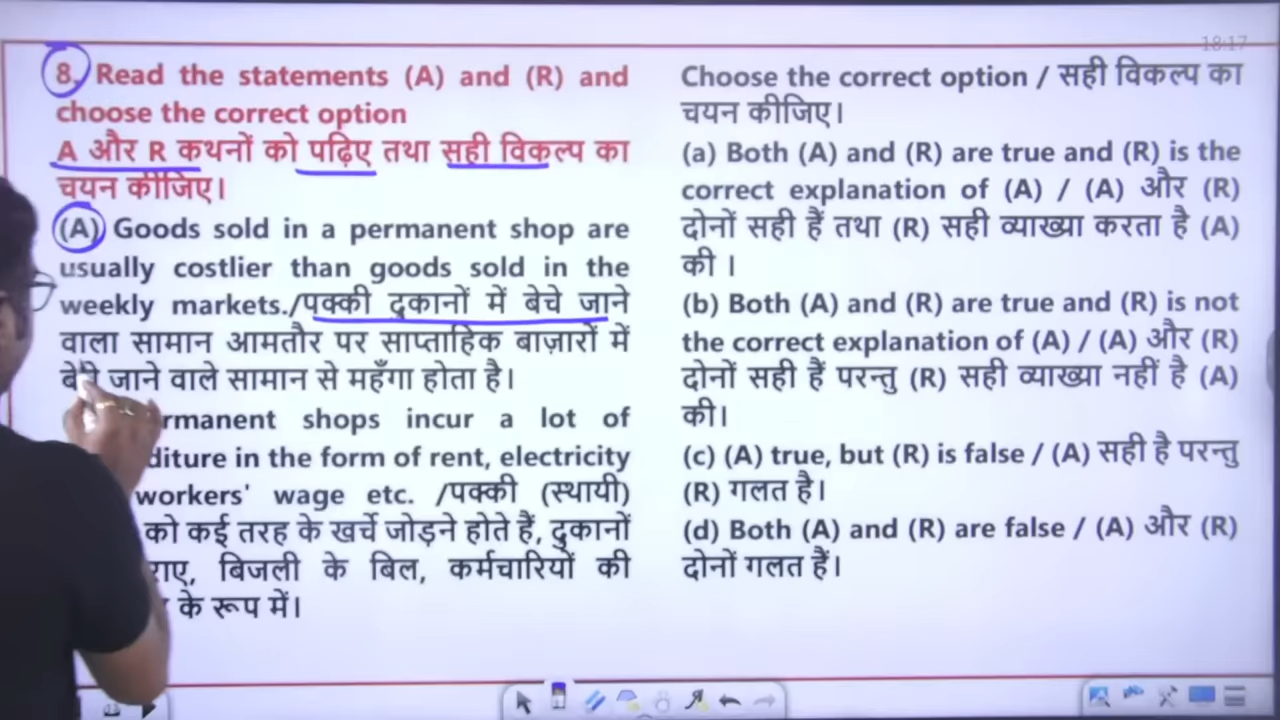 18:17
8. Read the statements (A) and (R) and
choose the correct option
A और R कथनों को पढ़िए तथा सही विकल्प का
चयन कीजिए।
(A) Goods sold in a permanent shop are
usually costlier than goods sold in the
weekly markets./पक्की दुकानों में बेचे जाने
वाला सामान आमतौर पर साप्ताहिक बाज़ारों में
जाने वाले सामान से महँगा होता है।
rmanent shops incur a lot of
diture in the form of rent, electricity
workers' wage etc. /पक्की (स्थायी)
को कई तरह के खर्चे जोड़ने होते हैं, दुकानों
राए, बिजली के बिल, कर्मचारियों की
के रूप में।
Choose the correct option / सही विकल्प का
चयन कीजिए।
(a) Both (A) and (R) are true and (R) is the
correct explanation of (A) / (A) और (R)
दोनों सही हैं तथा (R) सही व्याख्या करता है (A)
की ।
(b) Both (A) and (R) are true and (R) is not
the correct explanation of (A) / (A) और (R)
दोनों सही हैं परन्तु (R) सही व्याख्या नहीं है (A)
की।
(c) (A) true, but (R) is false / (A) सही है परन्तु
(R) गलत है।
(d) Both (A) and (R) are false / (A) और (R)
दोनों गलत हैं।